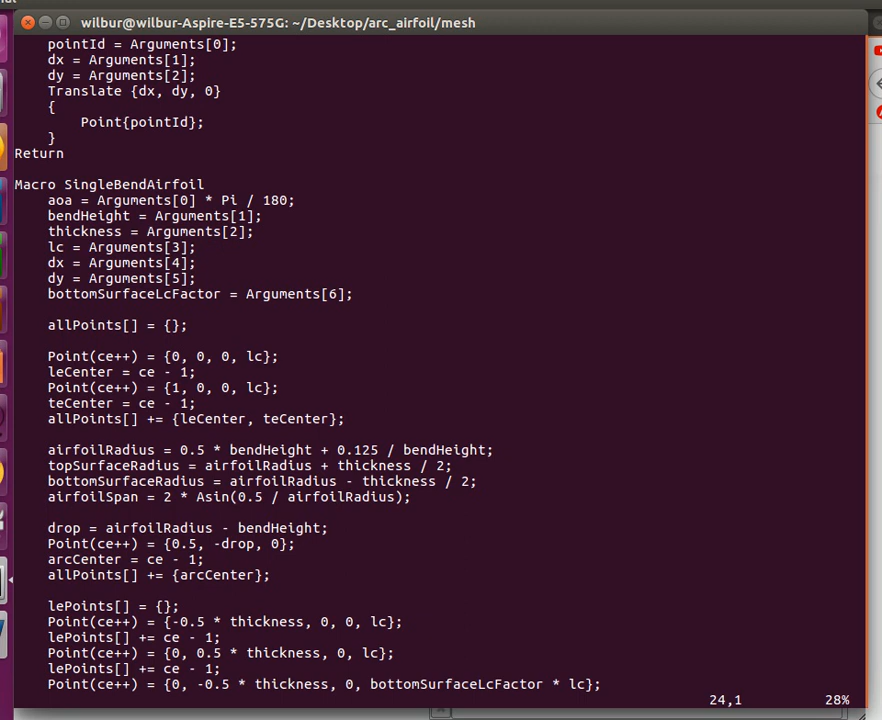 wilbur@wilbur-Aspire-E5-575G: ~/Desktop/arc_airfoil/mesh
    pointId = Arguments[0];
    dx = Arguments[1];
    dy = Arguments[2];
    Translate {dx, dy, 0}
    {
        Point{pointId};
    }
Return
Macro SingleBendAirfoil
    aoa = Arguments[0] * Pi / 180;
    bendHeight = Arguments[1];
    thickness = Arguments[2];
    lc = Arguments[3];
    dx = Arguments[4];
    dy = Arguments[5];
    bottomSurfaceLcFactor = Arguments[6];
    allPoints[] = {};
    Point(ce++) = {0, 0, 0, lc};
    leCenter = ce - 1;
    Point(ce++) = {1, 0, 0, lc};
    teCenter = ce - 1;
    allPoints[] += {leCenter, teCenter};
    airfoilRadius = 0.5 * bendHeight + 0.125 / bendHeight;
    topSurfaceRadius = airfoilRadius + thickness / 2;
    bottomSurfaceRadius = airfoilRadius - thickness / 2;
    airfoilSpan = 2 * Asin(0.5 / airfoilRadius);
    drop = airfoilRadius - bendHeight;
    Point(ce++) = {0.5, -drop, 0};
    arcCenter = ce - 1;
    allPoints[] += {arcCenter};
    lePoints[] = {};
    Point(ce++) = {-0.5 * thickness, 0, 0, lc};
    lePoints[] += ce - 1;
    Point(ce++) = {0, 0.5 * thickness, 0, lc};
    lePoints[] += ce - 1;
    Point(ce++) = {0, -0.5 * thickness, 0, bottomSurfaceLcFactor * lc};
24,1 28%